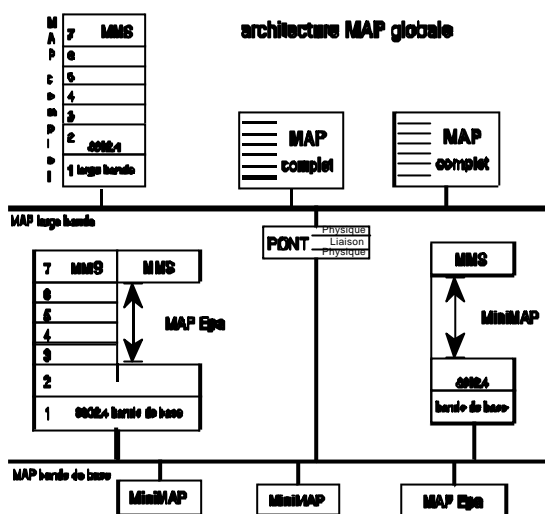 architecture MAP globale
MAP complet
7 MMS
6
5
4
3
2
8802.4
1 large bande
MAP
complet
MAP
complet
MAP large bande
PONT
Physique
Liaison
Physique
7 MMS MMS
6
5
4
3
2
1 8802.4 bande de base
MAP Epa
MMS
MiniMAP
8802.4
bande de base
MAP bande de base
MiniMAP
MiniMAP
MAP Epa